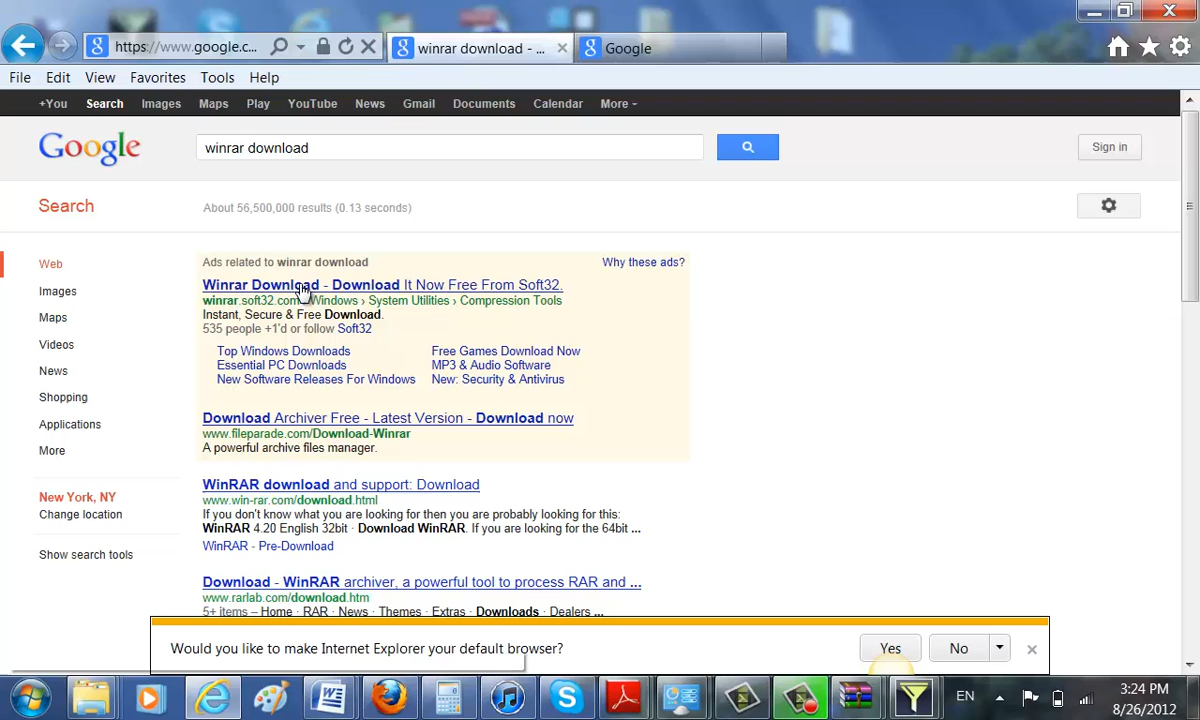 https://www.google.c...
winrar download - ...
Google
File Edit View Favorites Tools Help
+You Search Images Maps Play YouTube News Gmail Documents Calendar More
Google
winrar download
Sign in
Search
About 56,500,000 results (0.13 seconds)
Web
Images
Maps
Videos
News
Shopping
Applications
More
New York, NY
Change location
Show search tools
Ads related to winrar download
Why these ads?
Winrar Download - Download It Now Free From Soft32.
winrar.soft32.com Windows › System Utilities › Compression Tools
Instant, Secure & Free Download.
535 people +1'd or follow Soft32
Top Windows Downloads Free Games Download Now
Essential PC Downloads MP3 & Audio Software
New Software Releases For Windows New: Security & Antivirus
Download Archiver Free - Latest Version - Download now
www.fileparade.com/Download-Winrar
A powerful archive files manager.
WinRAR download and support: Download
www.win-rar.com/download.html
If you don't know what you are looking for then you are probably looking for this:
WinRAR 4.20 English 32bit · Download WinRAR. If you are looking for the 64bit ...
WinRAR - Pre-Download
Download - WinRAR archiver, a powerful tool to process RAR and ...
www.rarlab.com/download.htm
5+ items – Home · RAR · News · Themes · Extras · Downloads · Dealers ...
Would you like to make Internet Explorer your default browser?
Yes
No
EN
3:24 PM
8/26/2012